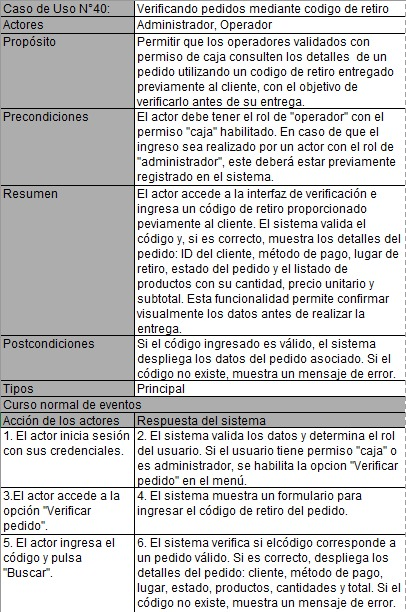 Caso de Uso N°40:
Verificando pedidos mediante codigo de retiro
Actores
Administrador, Operador
Propósito
Permitir que los operadores validados con
permiso de caja consulten los detalles de un
pedido utilizando un codigo de retiro entregado
previamente al cliente, con el objetivo de
verificarlo antes de su entrega.
Precondiciones
El actor debe tener el rol de "operador" con el
permiso "caja" habilitado. En caso de que el
ingreso sea realizado por un actor con el rol de
"administrador", este deberá estar previamente
registrado en el sistema.
Resumen
El actor accede a la interfaz de verificación e
ingresa un código de retiro proporcionado
peviamente al cliente. El sistema valida el
código y, si es correcto, muestra los detalles del
pedido: ID del cliente, método de pago, lugar de
retiro, estado del pedido y el listado de
productos con su cantidad, precio unitario y
subtotal. Esta funcionalidad permite confirmar
visualmente los datos antes de realizar la
entrega.
Postcondiciones
Si el código ingresado es válido, el sistema
despliega los datos del pedido asociado. Si el
código no existe, muestra un mensaje de error.
Tipos
Principal
Curso normal de eventos
Acción de los actores
Respuesta del sistema
1. El actor inicia sesión
con sus credenciales.
2. El sistema valida los datos y determina el rol
del usuario. Si el usuario tiene permiso "caja" o
es administrador, se habilita la opcion "Verificar
pedido" en el menú.
3.El actor accede a la
opción "Verificar
pedido".
4. El sistema muestra un formulario para
ingresar el código de retiro del pedido.
5. El actor ingresa el
código y pulsa
"Buscar".
6. El sistema verifica si elcódigo corresponde a
un pedido válido. Si es correcto, despliega los
detalles del pedido: cliente, método de pago,
lugar, estado, productos, cantidades y total. Si el
código no existe, muestra un mensaje de error.